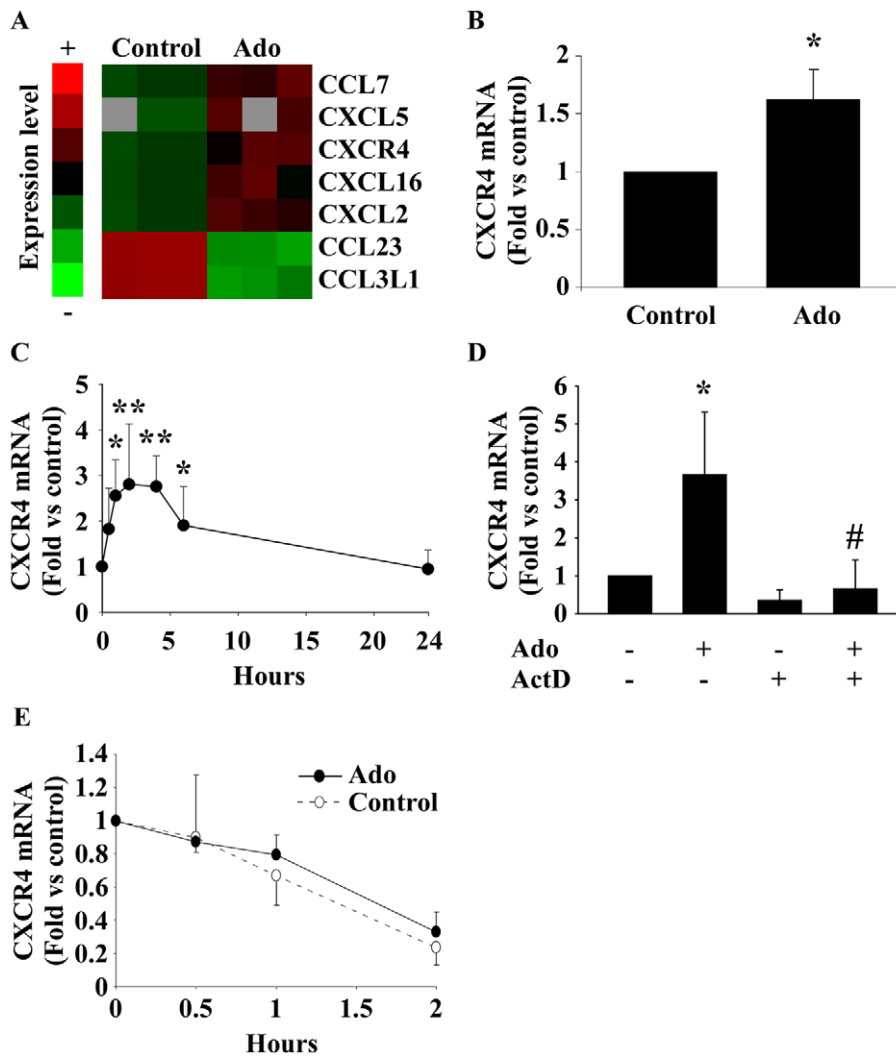 A
+
Control Ado
Expression level
-
CCL7
CXCL5
CXCR4
CXCL16
CXCL2
CCL23
CCL3L1
B
CXCR4 mRNA
(Fold vs control)
2
1.5
1
0.5
0
*
Control Ado
C
CXCR4 mRNA
(Fold vs control)
5
4
3
2
1
0
* ** ** *
0 5 10 15 20 24
Hours
D
CXCR4 mRNA
(Fold vs control)
6
5
4
3
2
1
0
*
#
Ado - + - +
ActD - - + +
E
CXCR4 mRNA
(Fold vs control)
1.4
1.2
1
0.8
0.6
0.4
0.2
0
Ado
Control
0 0.5 1 2
Hours